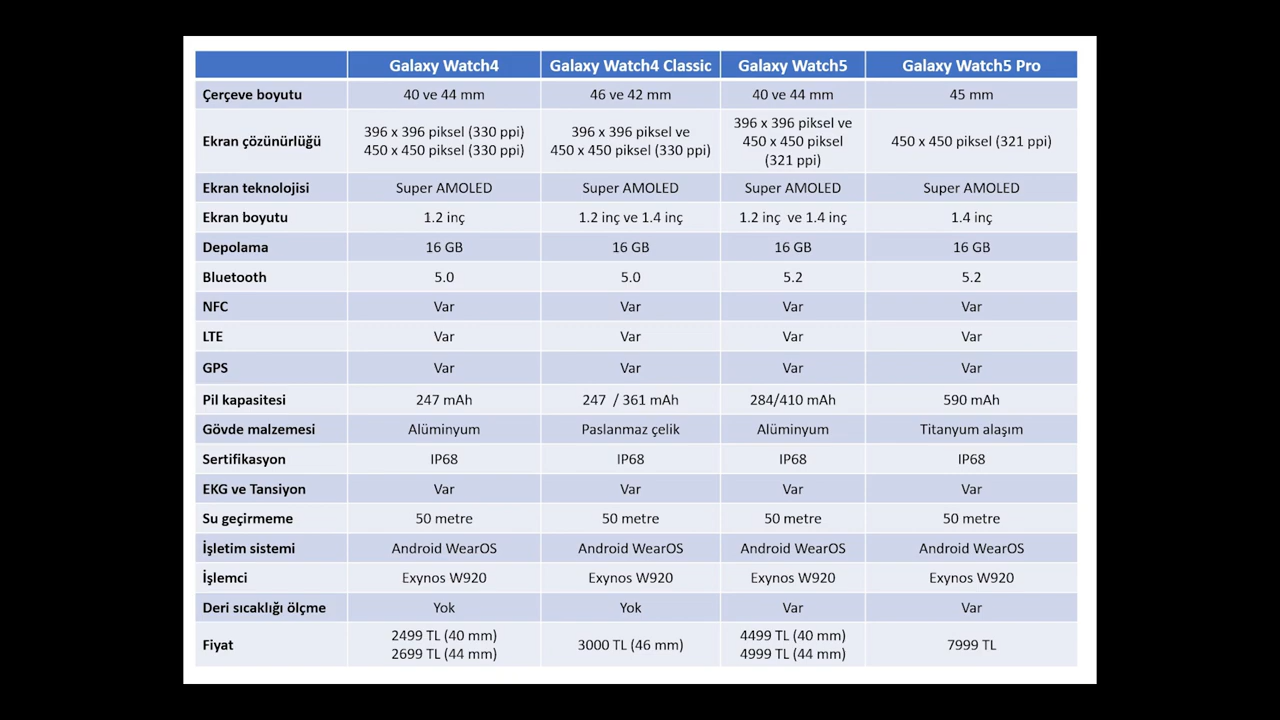 Galaxy Watch4 Galaxy Watch4 Classic Galaxy Watch5 Galaxy Watch5 Pro
Çerçeve boyutu 40 ve 44 mm 46 ve 42 mm 40 ve 44 mm 45 mm
Ekran çözünürlüğü 396 x 396 piksel (330 ppi) 450 x 450 piksel (330 ppi) 396 x 396 piksel ve 450 x 450 piksel (330 ppi) 396 x 396 piksel ve 450 x 450 piksel (321 ppi) 450 x 450 piksel (321 ppi)
Ekran teknolojisi Super AMOLED Super AMOLED Super AMOLED Super AMOLED
Ekran boyutu 1.2 inç 1.2 inç ve 1.4 inç 1.2 inç ve 1.4 inç 1.4 inç
Depolama 16 GB 16 GB 16 GB 16 GB
Bluetooth 5.0 5.0 5.2 5.2
NFC Var Var Var Var
LTE Var Var Var Var
GPS Var Var Var Var
Pil kapasitesi 247 mAh 247 / 361 mAh 284/410 mAh 590 mAh
Gövde malzemesi Alüminyum Paslanmaz çelik Alüminyum Titanyum alaşım
Sertifikasyon IP68 IP68 IP68 IP68
EKG ve Tansiyon Var Var Var Var
Su geçirmeme 50 metre 50 metre 50 metre 50 metre
İşletim sistemi Android WearOS Android WearOS Android WearOS Android WearOS
İşlemci Exynos W920 Exynos W920 Exynos W920 Exynos W920
Deri sıcaklığı ölçme Yok Yok Var Var
Fiyat 2499 TL (40 mm) 2699 TL (44 mm) 3000 TL (46 mm) 4499 TL (40 mm) 4999 TL (44 mm) 7999 TL